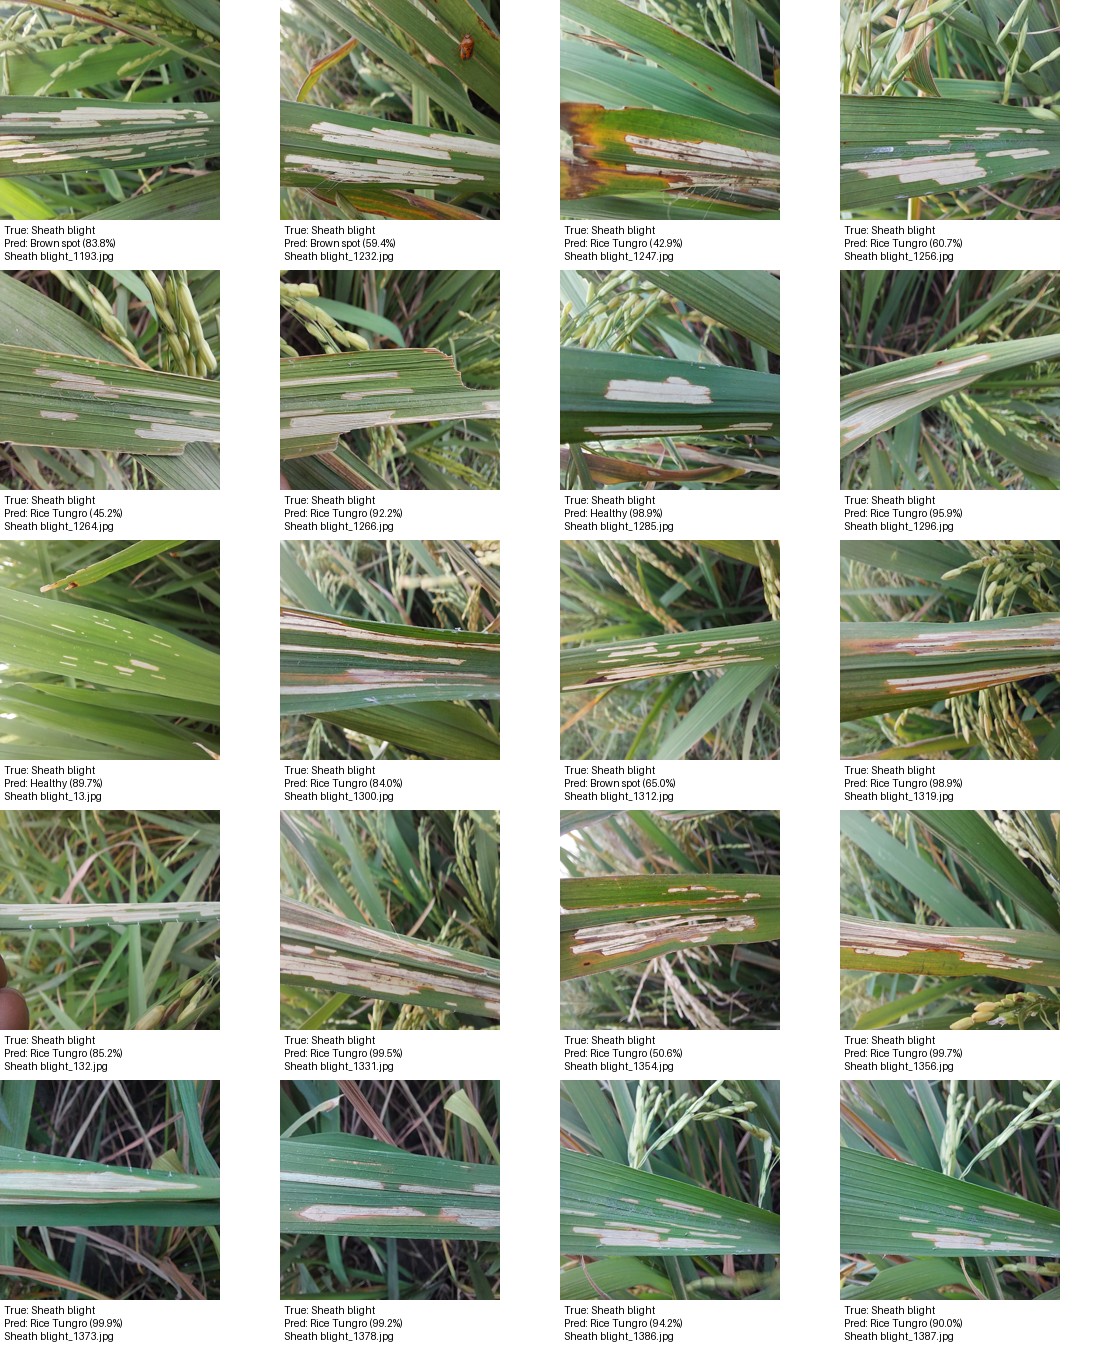 True: Sheath blight
Pred: Brown spot (83.8%)
Sheath blight_1193.jpg
True: Sheath blight
Pred: Brown spot (59.4%)
Sheath blight_1232.jpg
True: Sheath blight
Pred: Rice Tungro (42.9%)
Sheath blight_1247.jpg
True: Sheath blight
Pred: Rice Tungro (60.7%)
Sheath blight_1256.jpg
True: Sheath blight
Pred: Rice Tungro (45.2%)
Sheath blight_1264.jpg
True: Sheath blight
Pred: Rice Tungro (92.2%)
Sheath blight_1266.jpg
True: Sheath blight
Pred: Healthy (98.9%)
Sheath blight_1285.jpg
True: Sheath blight
Pred: Rice Tungro (95.9%)
Sheath blight_1296.jpg
True: Sheath blight
Pred: Healthy (89.7%)
Sheath blight_13.jpg
True: Sheath blight
Pred: Rice Tungro (84.0%)
Sheath blight_1300.jpg
True: Sheath blight
Pred: Brown spot (65.0%)
Sheath blight_1312.jpg
True: Sheath blight
Pred: Rice Tungro (98.9%)
Sheath blight_1319.jpg
True: Sheath blight
Pred: Rice Tungro (85.2%)
Sheath blight_132.jpg
True: Sheath blight
Pred: Rice Tungro (99.5%)
Sheath blight_1331.jpg
True: Sheath blight
Pred: Rice Tungro (50.6%)
Sheath blight_1354.jpg
True: Sheath blight
Pred: Rice Tungro (99.7%)
Sheath blight_1356.jpg
True: Sheath blight
Pred: Rice Tungro (99.9%)
Sheath blight_1373.jpg
True: Sheath blight
Pred: Rice Tungro (99.2%)
Sheath blight_1378.jpg
True: Sheath blight
Pred: Rice Tungro (94.2%)
Sheath blight_1386.jpg
True: Sheath blight
Pred: Rice Tungro (90.0%)
Sheath blight_1387.jpg